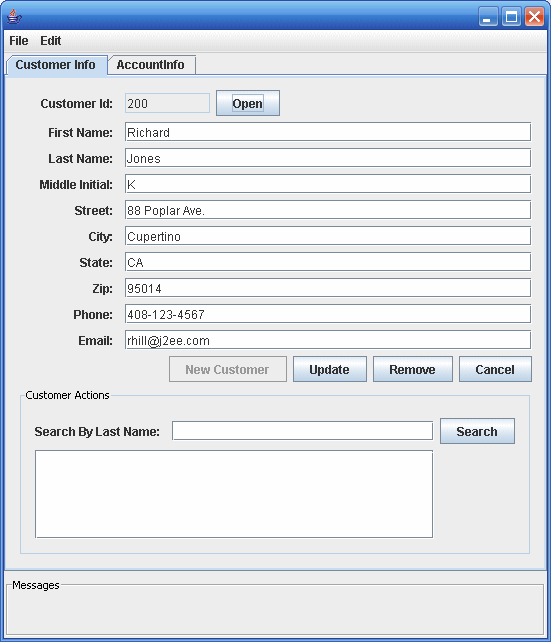 File Edit
Customer Info AccountInfo
Customer Id: 200 Open
First Name: Richard
Last Name: Jones
Middle Initial: K
Street: 88 Poplar Ave.
City: Cupertino
State: CA
Zip: 95014
Phone: 408-123-4567
Email: rhill@j2ee.com
New Customer Update Remove Cancel
Customer Actions
Search By Last Name: Search
Messages